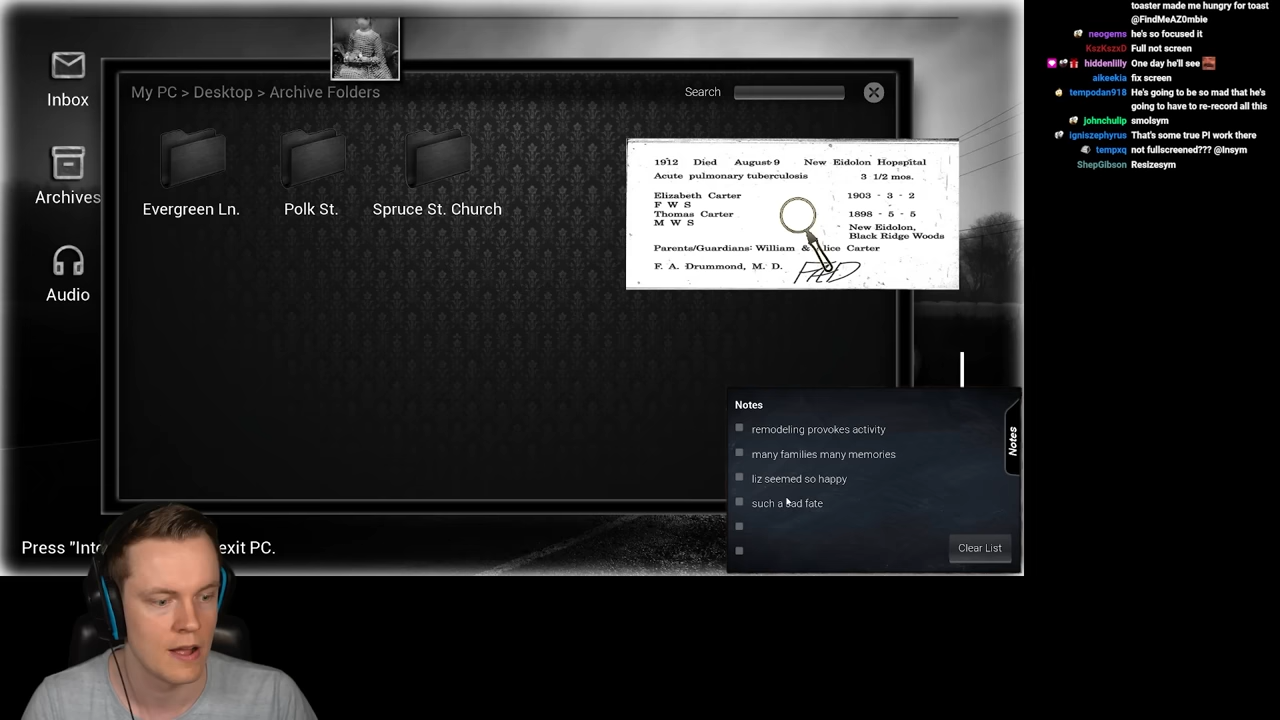 Inbox
Archives
Audio
My PC > Desktop > Archive Folders
Search
Evergreen Ln.
Polk St.
Spruce St. Church
1912 Died August 9 New Eidolon Hopspital
Acute pulmonary tuberculosis 3 1/2 mos.
Elizabeth Carter 1903 - 3 - 2
F W S
Thomas Carter 1898 - 5 - 5
M W S
New Eidolon,
Black Ridge Woods
Parents/Guardians: William & Alice Carter
F. A. Drummond, M. D.
Notes
remodeling provokes activity
many families many memories
liz seemed so happy
such a sad fate
Clear List
Notes
Press "Inte exit PC.
toaster made me hungry for toast
@FindMeAZ0mbie
neogems he's so focused it
KszKszxD Full not screen
hiddenlilly One day he'll see
aikeekia fix screen
tempodan918 He's going to be so mad that he's
going to have to re-record all this
johnchulip smolsym
igniszephyrus That's some true PI work there
tempxq not fullscreened??? @Insym
ShepGibson Resizesym